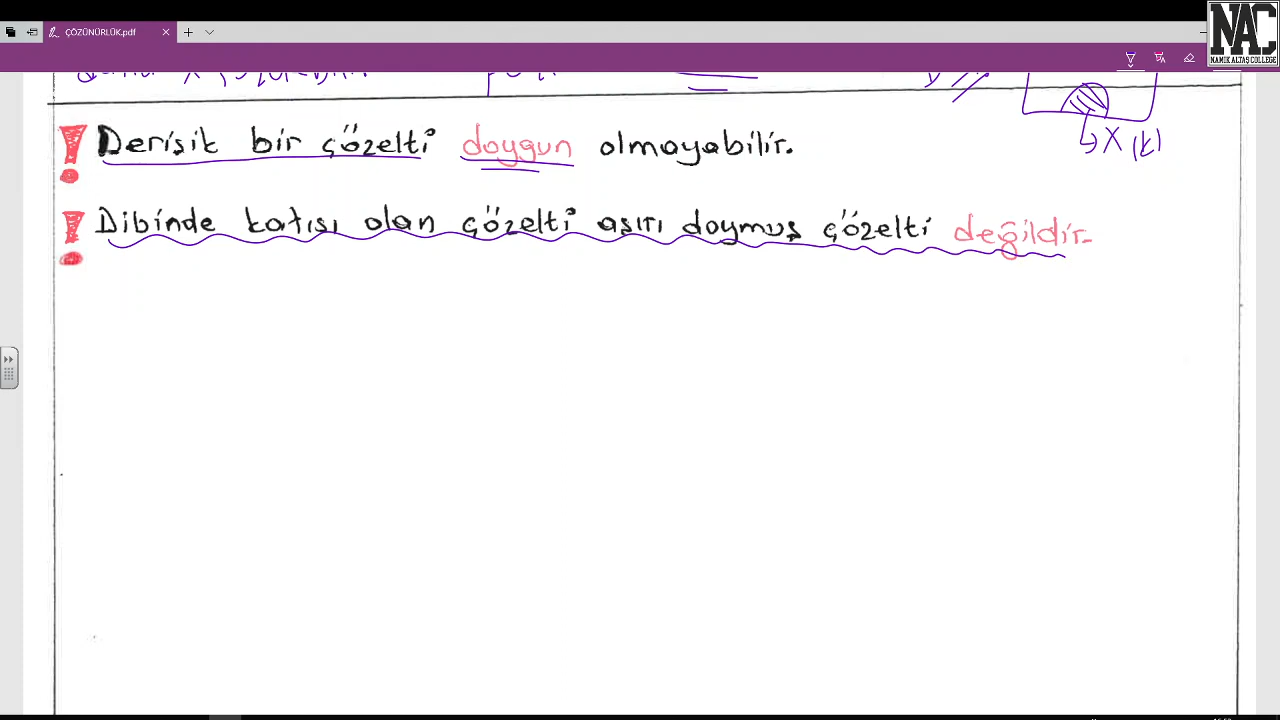 ÇÖZÜNÜRLÜK.pdf
NAC
NAMIK ALTAŞ COLLEGE
X (k)
! Derişik bir çözelti doygun olmayabilir.
! Dibinde katısı olan çözelti aşırı doymuş çözelti değildir.